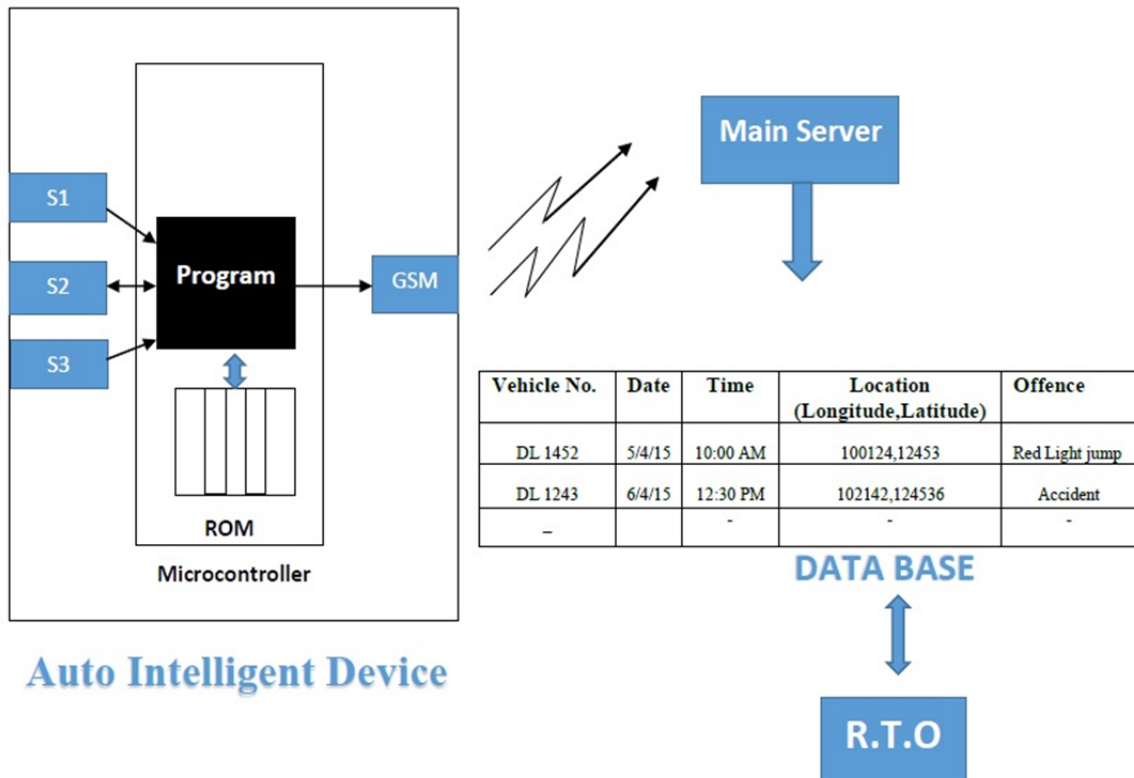 S1
S2
S3
Program
GSM
ROM
Microcontroller
Auto Intelligent Device
Main Server
Vehicle No. Date Time Location Offence
(Longitude,Latitude)
DL 1452 5/4/15 10:00 AM 100124,12453 Red Light jump
DL 1243 6/4/15 12:30 PM 102142,124536 Accident
_ - - -
DATA BASE
R.T.O